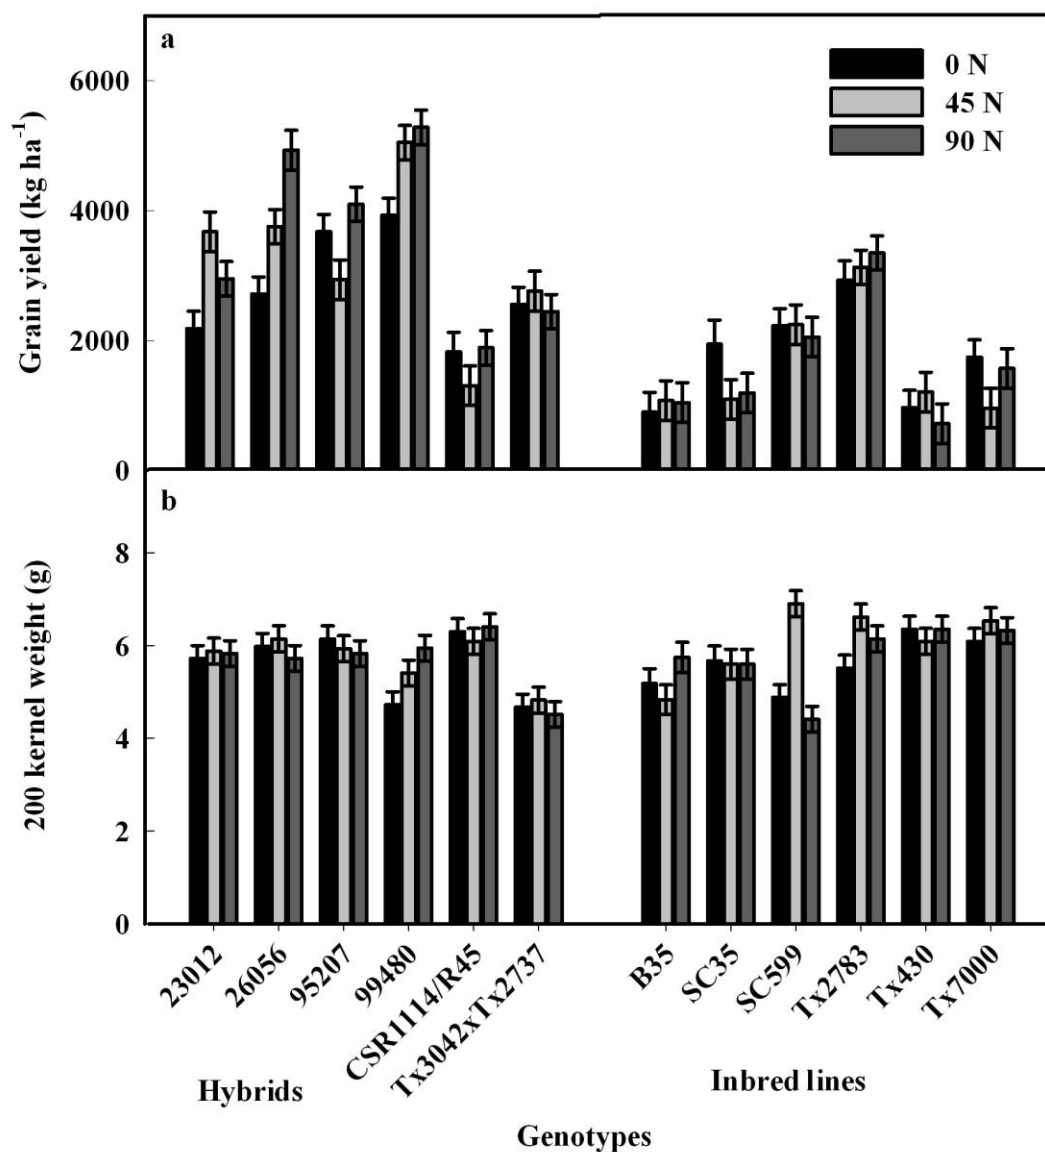 a
0 N
45 N
90 N
6000
4000
2000
0
Grain yield (kg ha⁻¹)
b
8
6
4
2
0
200 kernel weight (g)
23012
26056
95207
99480
CSR1114/R45
Tx3042xTx2737
B35
SC35
SC599
Tx2783
Tx430
Tx7000
Hybrids
Inbred lines
Genotypes